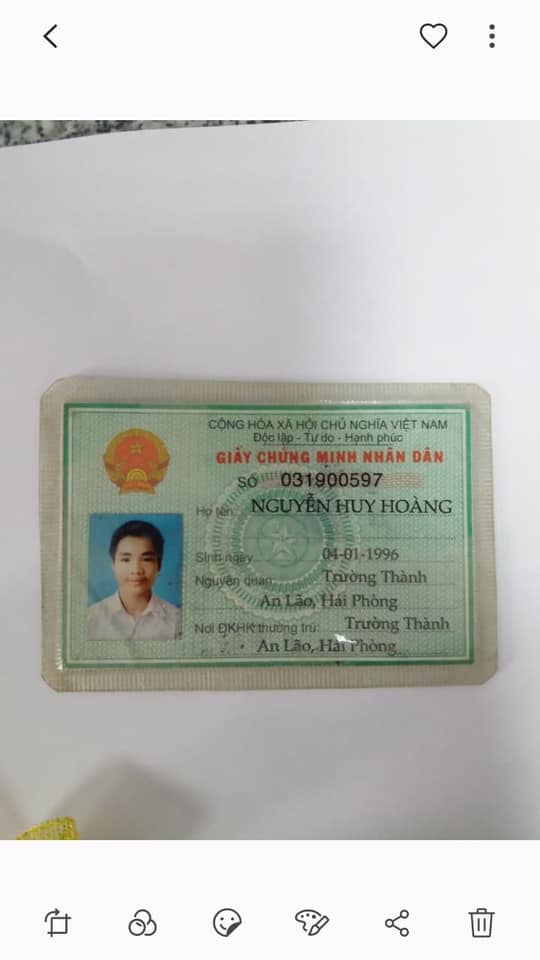 CỘNG HÒA XÃ HỘI CHỦ NGHĨA VIỆT NAM
Độc lập - Tự do - Hạnh phúc
GIẤY CHỨNG MINH NHÂN DÂN
SỐ 031900597
Họ tên: NGUYỄN HUY HOÀNG
Sinh ngày 04-01-1996
Nguyên quán Trường Thành
An Lão, Hải Phòng
Nơi ĐKHK thường trú: Trường Thành
An Lão, Hải Phòng